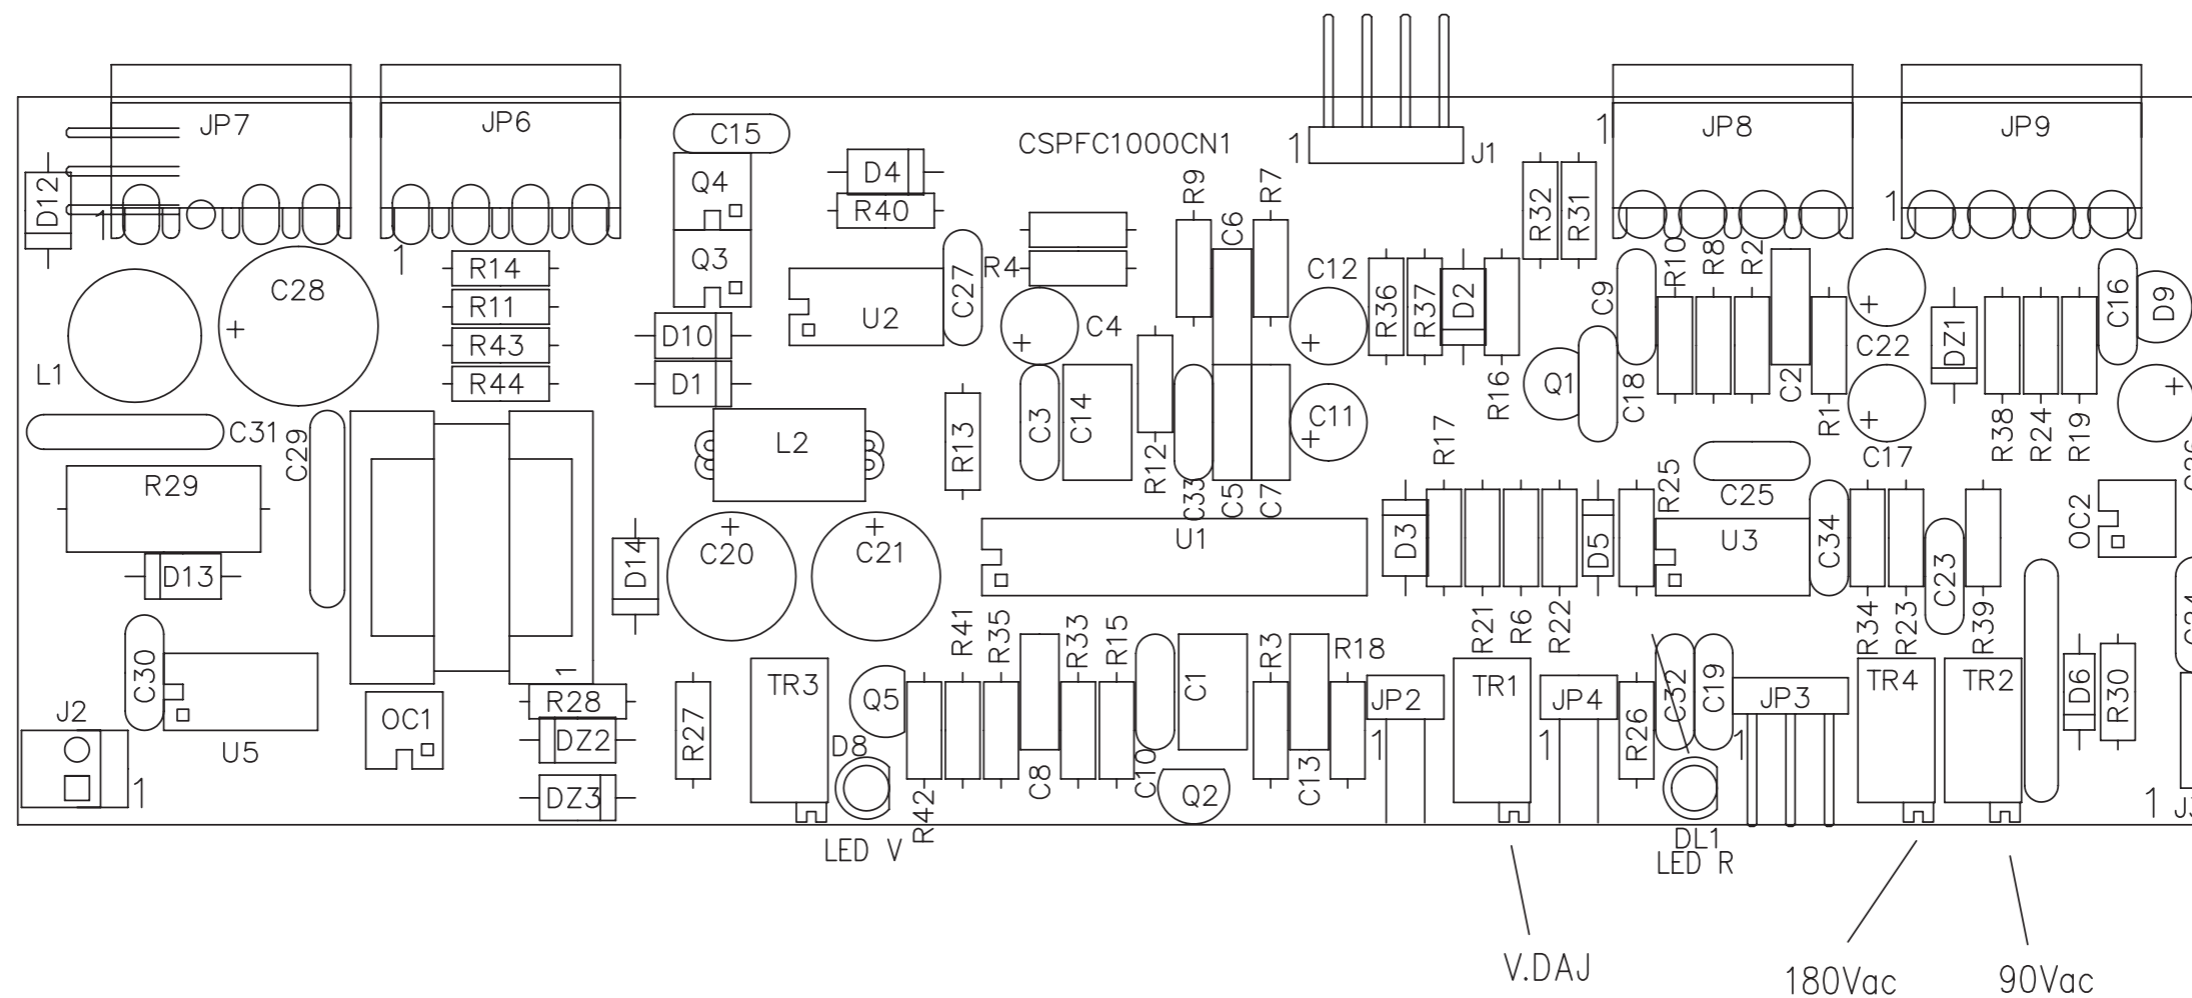 JP7
JP6
C15
CSPFC1000CN1
1
J1
1
JP8
JP9
D12
1
Q4
D4
R40
R9
R7
C6
R32
R31
1
1
Q3
R14
R11
R43
R44
C28
+
L1
D10
D1
U2
C27
R4
C4
+
C12
+
R36
R37
D2
R16
C9
Q1
C18
R10
R8
R2
C2
R1
C22
+
DZ1
C16
D9
+
C31
C29
L2
R13
C3
C14
R12
C33
C5
C7
C11
+
R17
R25
C25
C17
+
R38
R24
R19
R29
D13
D14
C20
+
C21
+
U1
D3
D5
U3
C34
C23
OC2
C30
U5
J2
1
1
OC1
R28
DZ2
DZ3
R27
TR3
Q5
D8
R41
R35
R33
R15
R42
C8
C10
C1
Q2
R3
C13
R18
JP2
1
R21
R6
R22
TR1
JP4
1
R26
C32
C19
JP3
1
R34
R23
R39
TR4
TR2
D6
R30
1
LED V
DL1
LED R
V.DAJ
180Vac
90Vac